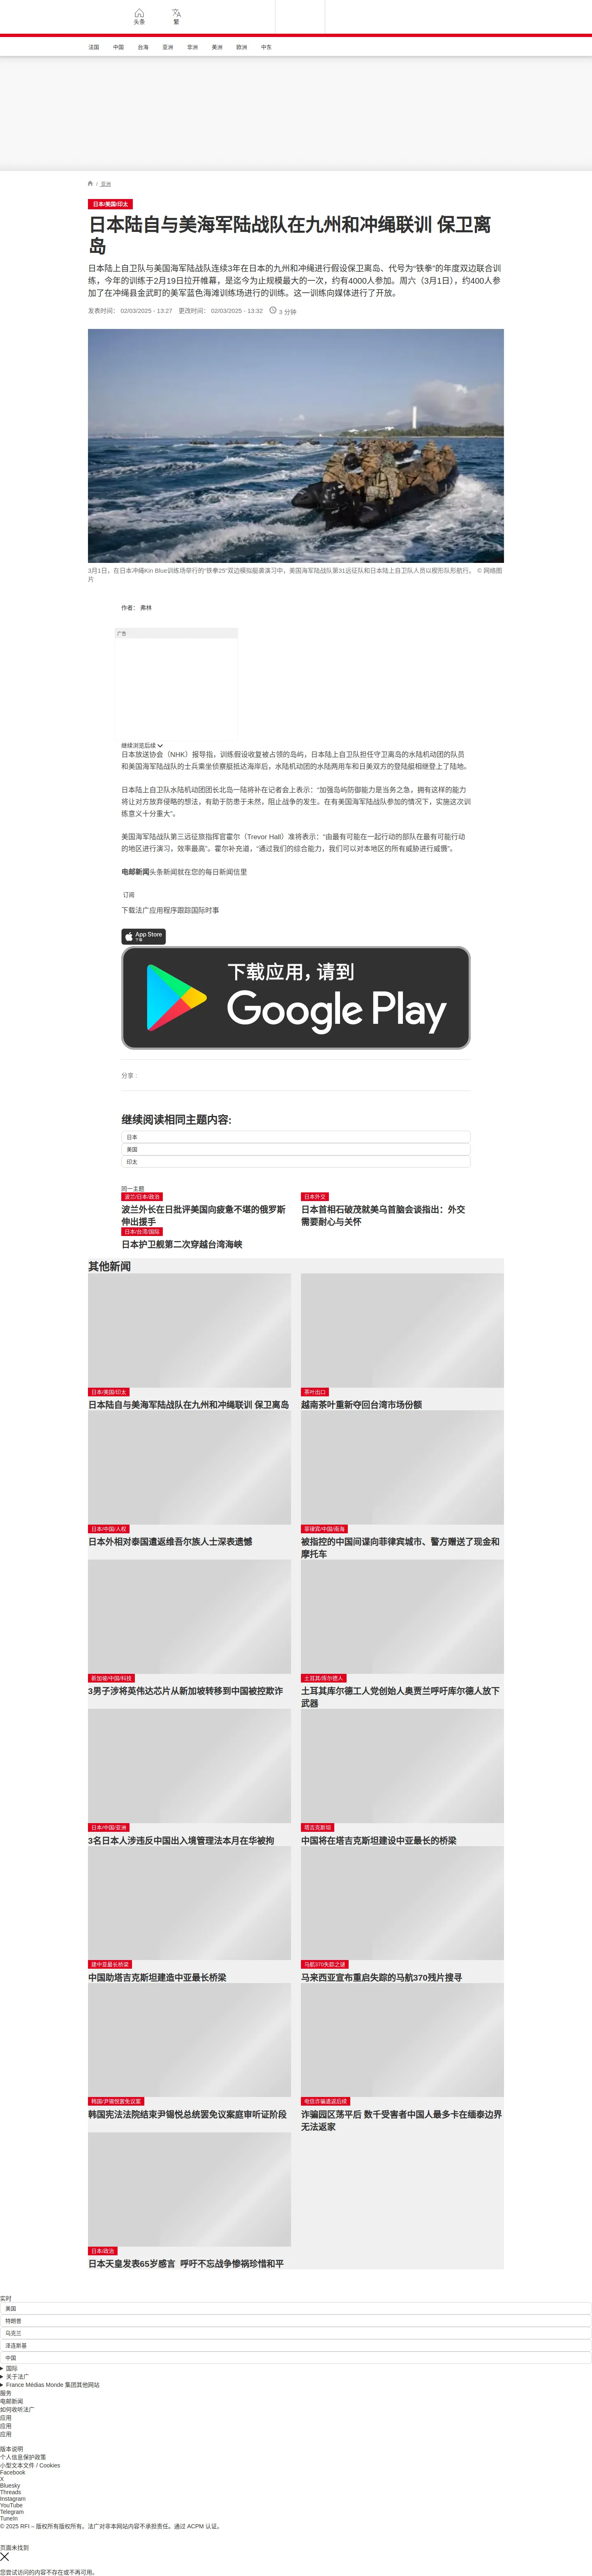 头条
繁
法国 中国 台海 亚洲 非洲 美洲 欧洲 中东
/ 亚洲
日本/美国/印太
日本陆自与美海军陆战队在九州和冲绳联训 保卫离
岛
日本陆上自卫队与美国海军陆战队连续3年在日本的九州和冲绳进行假设保卫离岛、代号为“铁拳”的年度双边联合训
练，今年的训练于2月19日拉开帷幕，是迄今为止规模最大的一次，约有4000人参加。周六（3月1日），约400人参
加了在冲绳县金武町的美军蓝色海滩训练场进行的训练。这一训练向媒体进行了开放。
发表时间： 02/03/2025 - 13:27 更改时间： 02/03/2025 - 13:32 3 分钟
3月1日，在日本冲绳Kin Blue训练场举行的“铁拳25”双边模拟艇袭演习中，美国海军陆战队第31远征队和日本陆上自卫队人员以楔形队形航行。 © 网络图
片
作者： 弗林
广告
继续浏览后续
日本放送协会（NHK）报导指，训练假设收复被占领的岛屿，日本陆上自卫队担任守卫离岛的水陆机动团的队员
和美国海军陆战队的士兵乘坐侦察艇抵达海岸后，水陆机动团的水陆两用车和日美双方的登陆艇相继登上了陆地。
日本陆上自卫队水陆机动团团长北岛一陆将补在记者会上表示：“加强岛屿防御能力是当务之急，拥有这样的能力
将让对方放弃侵略的想法，有助于防患于未然，阻止战争的发生。在有美国海军陆战队参加的情况下，实施这次训
练意义十分重大”。
美国海军陆战队第三远征旅指挥官霍尔（Trevor Hall）准将表示：“由最有可能在一起行动的部队在最有可能行动
的地区进行演习，效率最高”。霍尔补充道，“通过我们的综合能力，我们可以对本地区的所有威胁进行威慑”。
电邮新闻头条新闻就在您的每日新闻信里
订阅
下载法广应用程序跟踪国际时事
App Store
下载
下载应用，请到
Google Play
分享 :
继续阅读相同主题内容:
日本
美国
印太
同一主题
波兰/日本/政治
波兰外长在日批评美国向疲惫不堪的俄罗斯
伸出援手
日本外交
日本首相石破茂就美乌首脑会谈指出：外交
需要耐心与关怀
日本/台湾/国际
日本护卫舰第二次穿越台湾海峡
其他新闻
日本/美国/印太
日本陆自与美海军陆战队在九州和冲绳联训 保卫离岛
茶叶出口
越南茶叶重新夺回台湾市场份额
日本/中国/人权
日本外相对泰国遣返维吾尔族人士深表遗憾
菲律宾/中国/南海
被指控的中国间谍向菲律宾城市、警方赠送了现金和
摩托车
新加坡/中国/科技
3男子涉将英伟达芯片从新加坡转移到中国被控欺诈
土耳其/库尔德人
土耳其库尔德工人党创始人奥贾兰呼吁库尔德人放下
武器
日本/中国/亚洲
3名日本人涉违反中国出入境管理法本月在华被拘
塔吉克斯坦
中国将在塔吉克斯坦建设中亚最长的桥梁
建中亚最长桥梁
中国助塔吉克斯坦建造中亚最长桥梁
马航370失踪之谜
马来西亚宣布重启失踪的马航370残片搜寻
韩国/尹锡悦罢免议案
韩国宪法法院结束尹锡悦总统罢免议案庭审听证阶段
电信诈骗遣返后续
诈骗园区荡平后 数千受害者中国人最多卡在缅泰边界
无法返家
日本/政治
日本天皇发表65岁感言 呼吁不忘战争惨祸珍惜和平
实时
美国
特朗普
乌克兰
泽连斯基
中国
国际
关于法广
France Médias Monde 集团其他网站
服务
电邮新闻
如何收听法广
应用
应用
应用
版本说明
个人信息保护政策
小型文本文件 / Cookies
Facebook
X
Bluesky
Threads
Instagram
YouTube
Telegram
TuneIn
© 2025 RFI – 版权所有版权所有。法广对非本网站内容不承担责任。通过 ACPM 认证。
页面未找到
您尝试访问的内容不存在或不再可用。